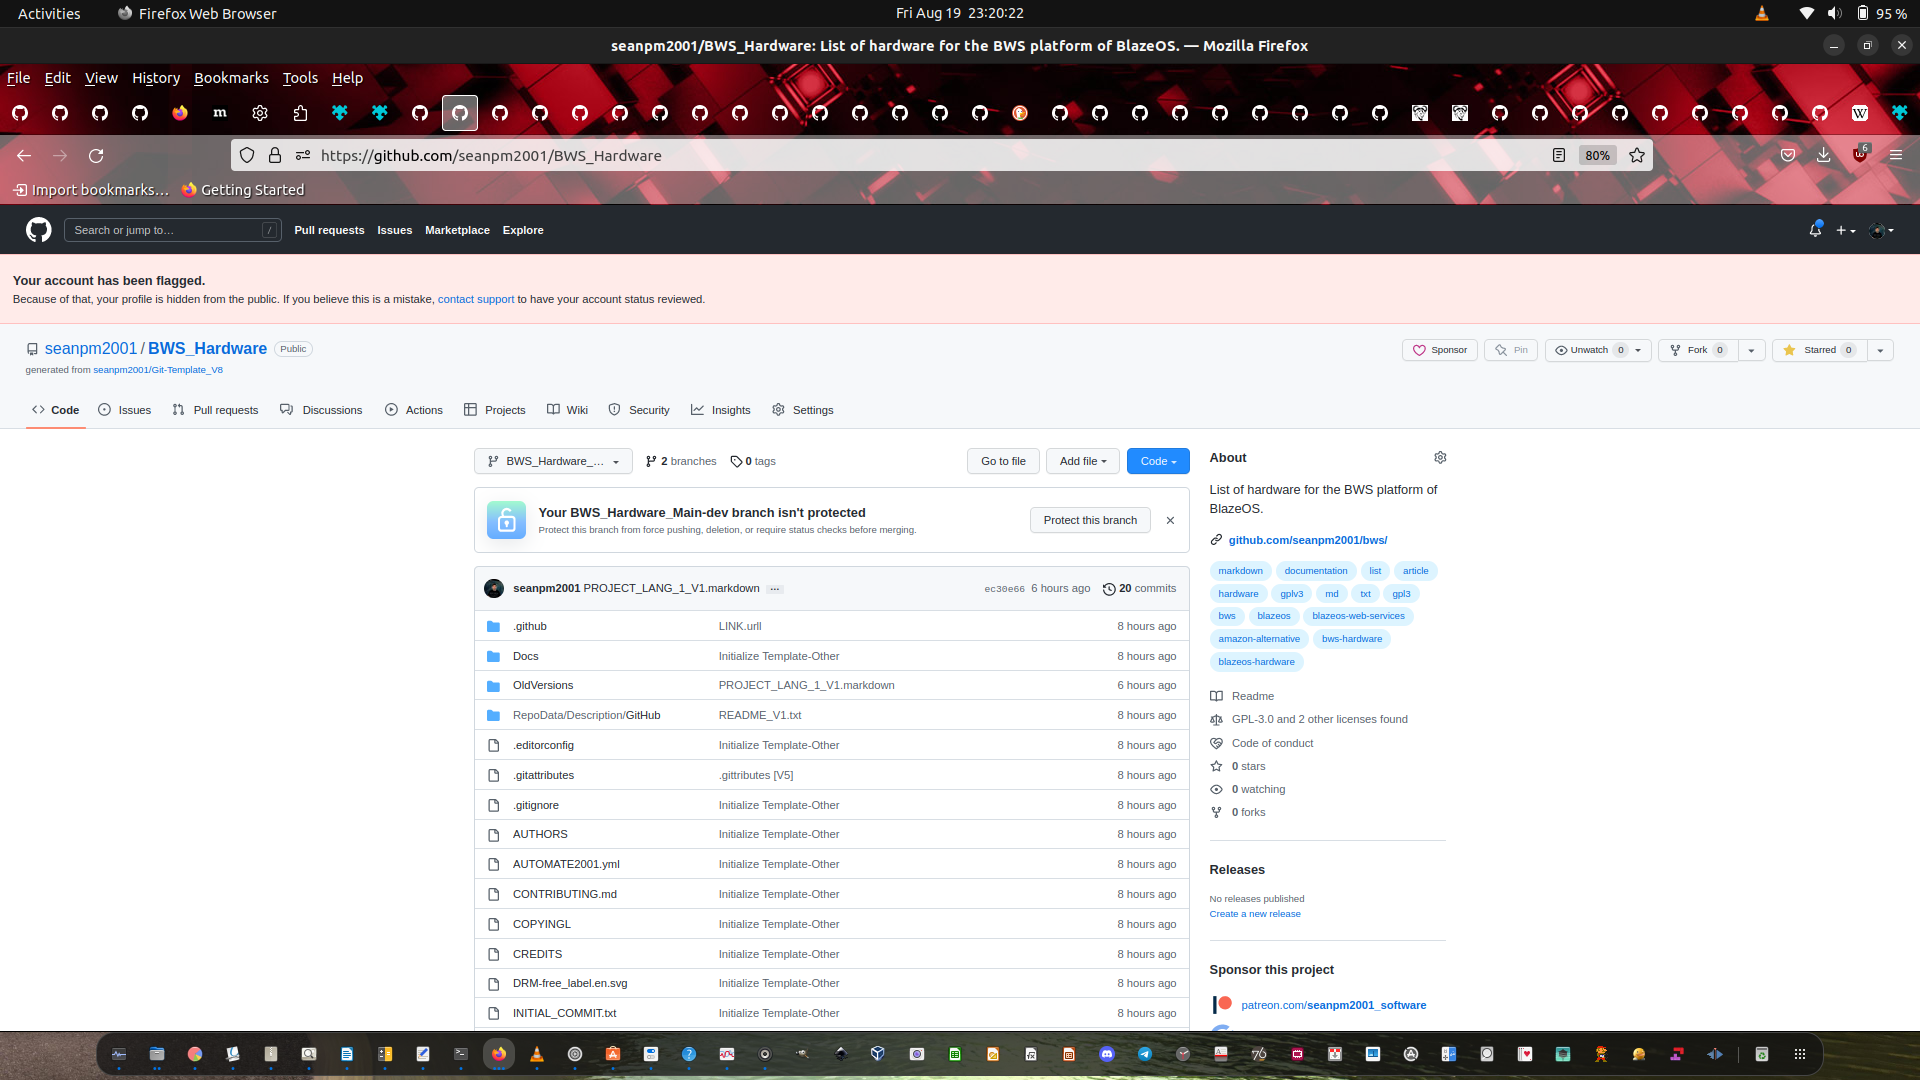 Activities
Firefox Web Browser
Fri Aug 19 23:20:22
95 %
seanpm2001/BWS_Hardware: List of hardware for the BWS platform of BlazeOS. — Mozilla Firefox
File Edit View History Bookmarks Tools Help
https://github.com/seanpm2001/BWS_Hardware
80%
6
Import bookmarks…
Getting Started
Search or jump to…
/
Pull requests Issues Marketplace Explore
Your account has been flagged.
Because of that, your profile is hidden from the public. If you believe this is a mistake, contact support to have your account status reviewed.
seanpm2001 / BWS_Hardware Public
Sponsor Pin Unwatch 0 Fork 0 Starred 0
generated from seanpm2001/Git-Template_V8
Code Issues Pull requests Discussions Actions Projects Wiki Security Insights Settings
BWS_Hardware_… 2 branches 0 tags
Go to file Add file Code
Your BWS_Hardware_Main-dev branch isn't protected
Protect this branch from force pushing, deletion, or require status checks before merging.
Protect this branch
seanpm2001 PROJECT_LANG_1_V1.markdown … ec30e66 6 hours ago 20 commits
.github LINK.urll 8 hours ago
Docs Initialize Template-Other 8 hours ago
OldVersions PROJECT_LANG_1_V1.markdown 6 hours ago
RepoData/Description/GitHub README_V1.txt 8 hours ago
.editorconfig Initialize Template-Other 8 hours ago
.gitattributes .gittributes [V5] 8 hours ago
.gitignore Initialize Template-Other 8 hours ago
AUTHORS Initialize Template-Other 8 hours ago
AUTOMATE2001.yml Initialize Template-Other 8 hours ago
CONTRIBUTING.md Initialize Template-Other 8 hours ago
COPYINGL Initialize Template-Other 8 hours ago
CREDITS Initialize Template-Other 8 hours ago
DRM-free_label.en.svg Initialize Template-Other 8 hours ago
INITIAL_COMMIT.txt Initialize Template-Other 8 hours ago
About
List of hardware for the BWS platform of
BlazeOS.
github.com/seanpm2001/bws/
markdown documentation list article
hardware gplv3 md txt gpl3
bws blazeos blazeos-web-services
amazon-alternative bws-hardware
blazeos-hardware
Readme
GPL-3.0 and 2 other licenses found
Code of conduct
0 stars
0 watching
0 forks
Releases
No releases published
Create a new release
Sponsor this project
patreon.com/seanpm2001_software